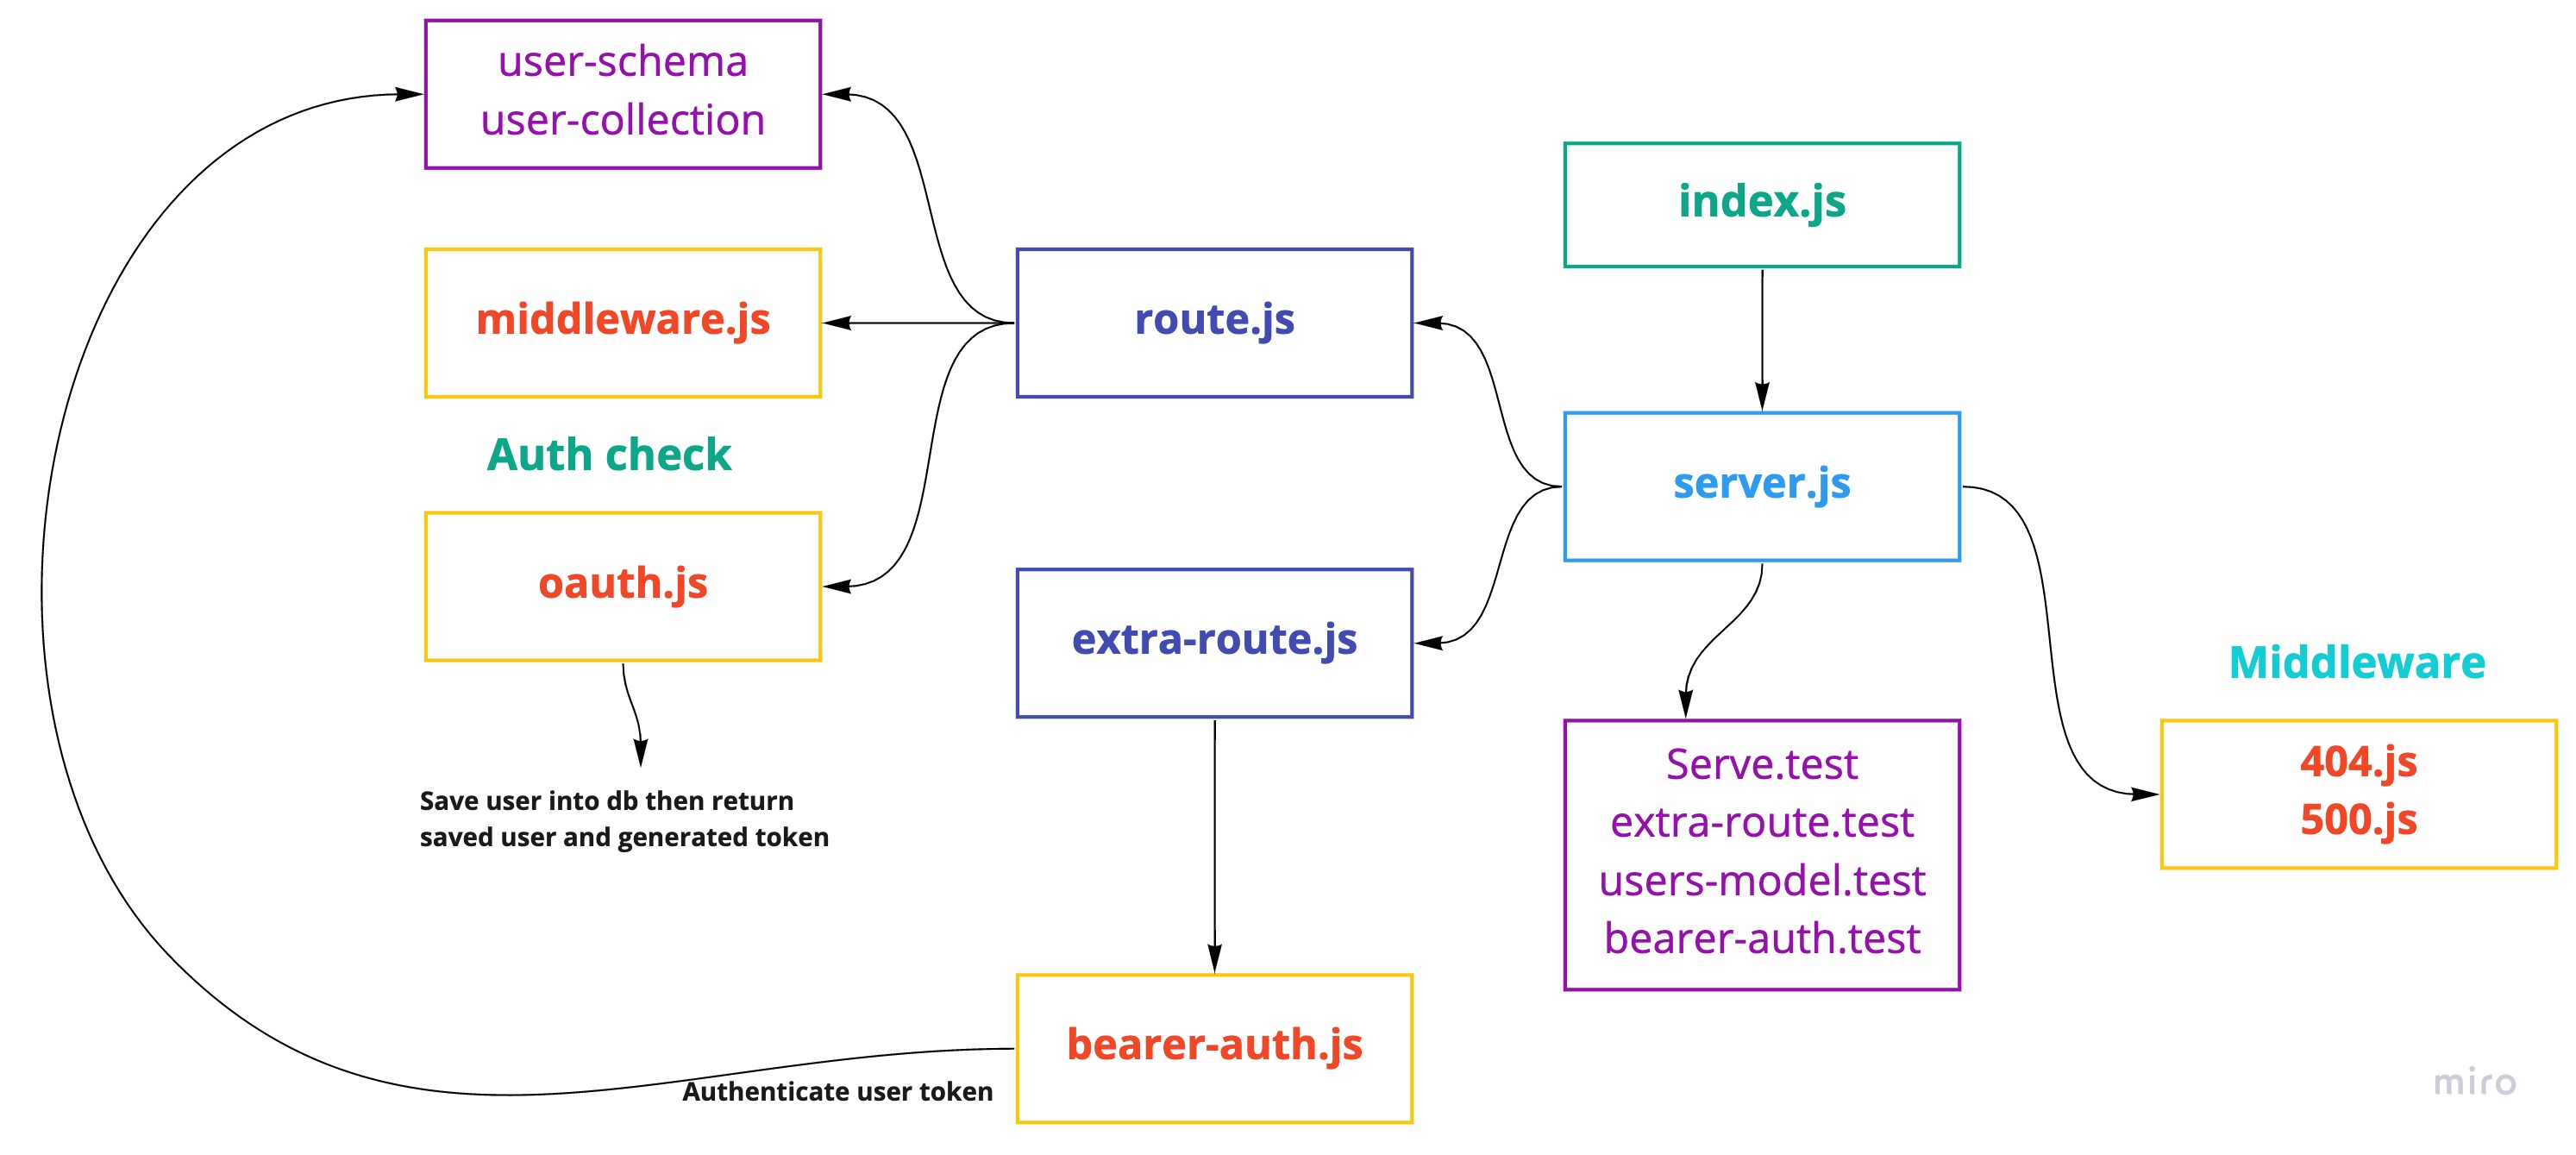 user-schema
user-collection
index.js
middleware.js
route.js
Auth check
server.js
oauth.js
extra-route.js
Middleware
Save user into db then return
saved user and generated token
Serve.test
extra-route.test
users-model.test
bearer-auth.test
404.js
500.js
bearer-auth.js
Authenticate user token
miro